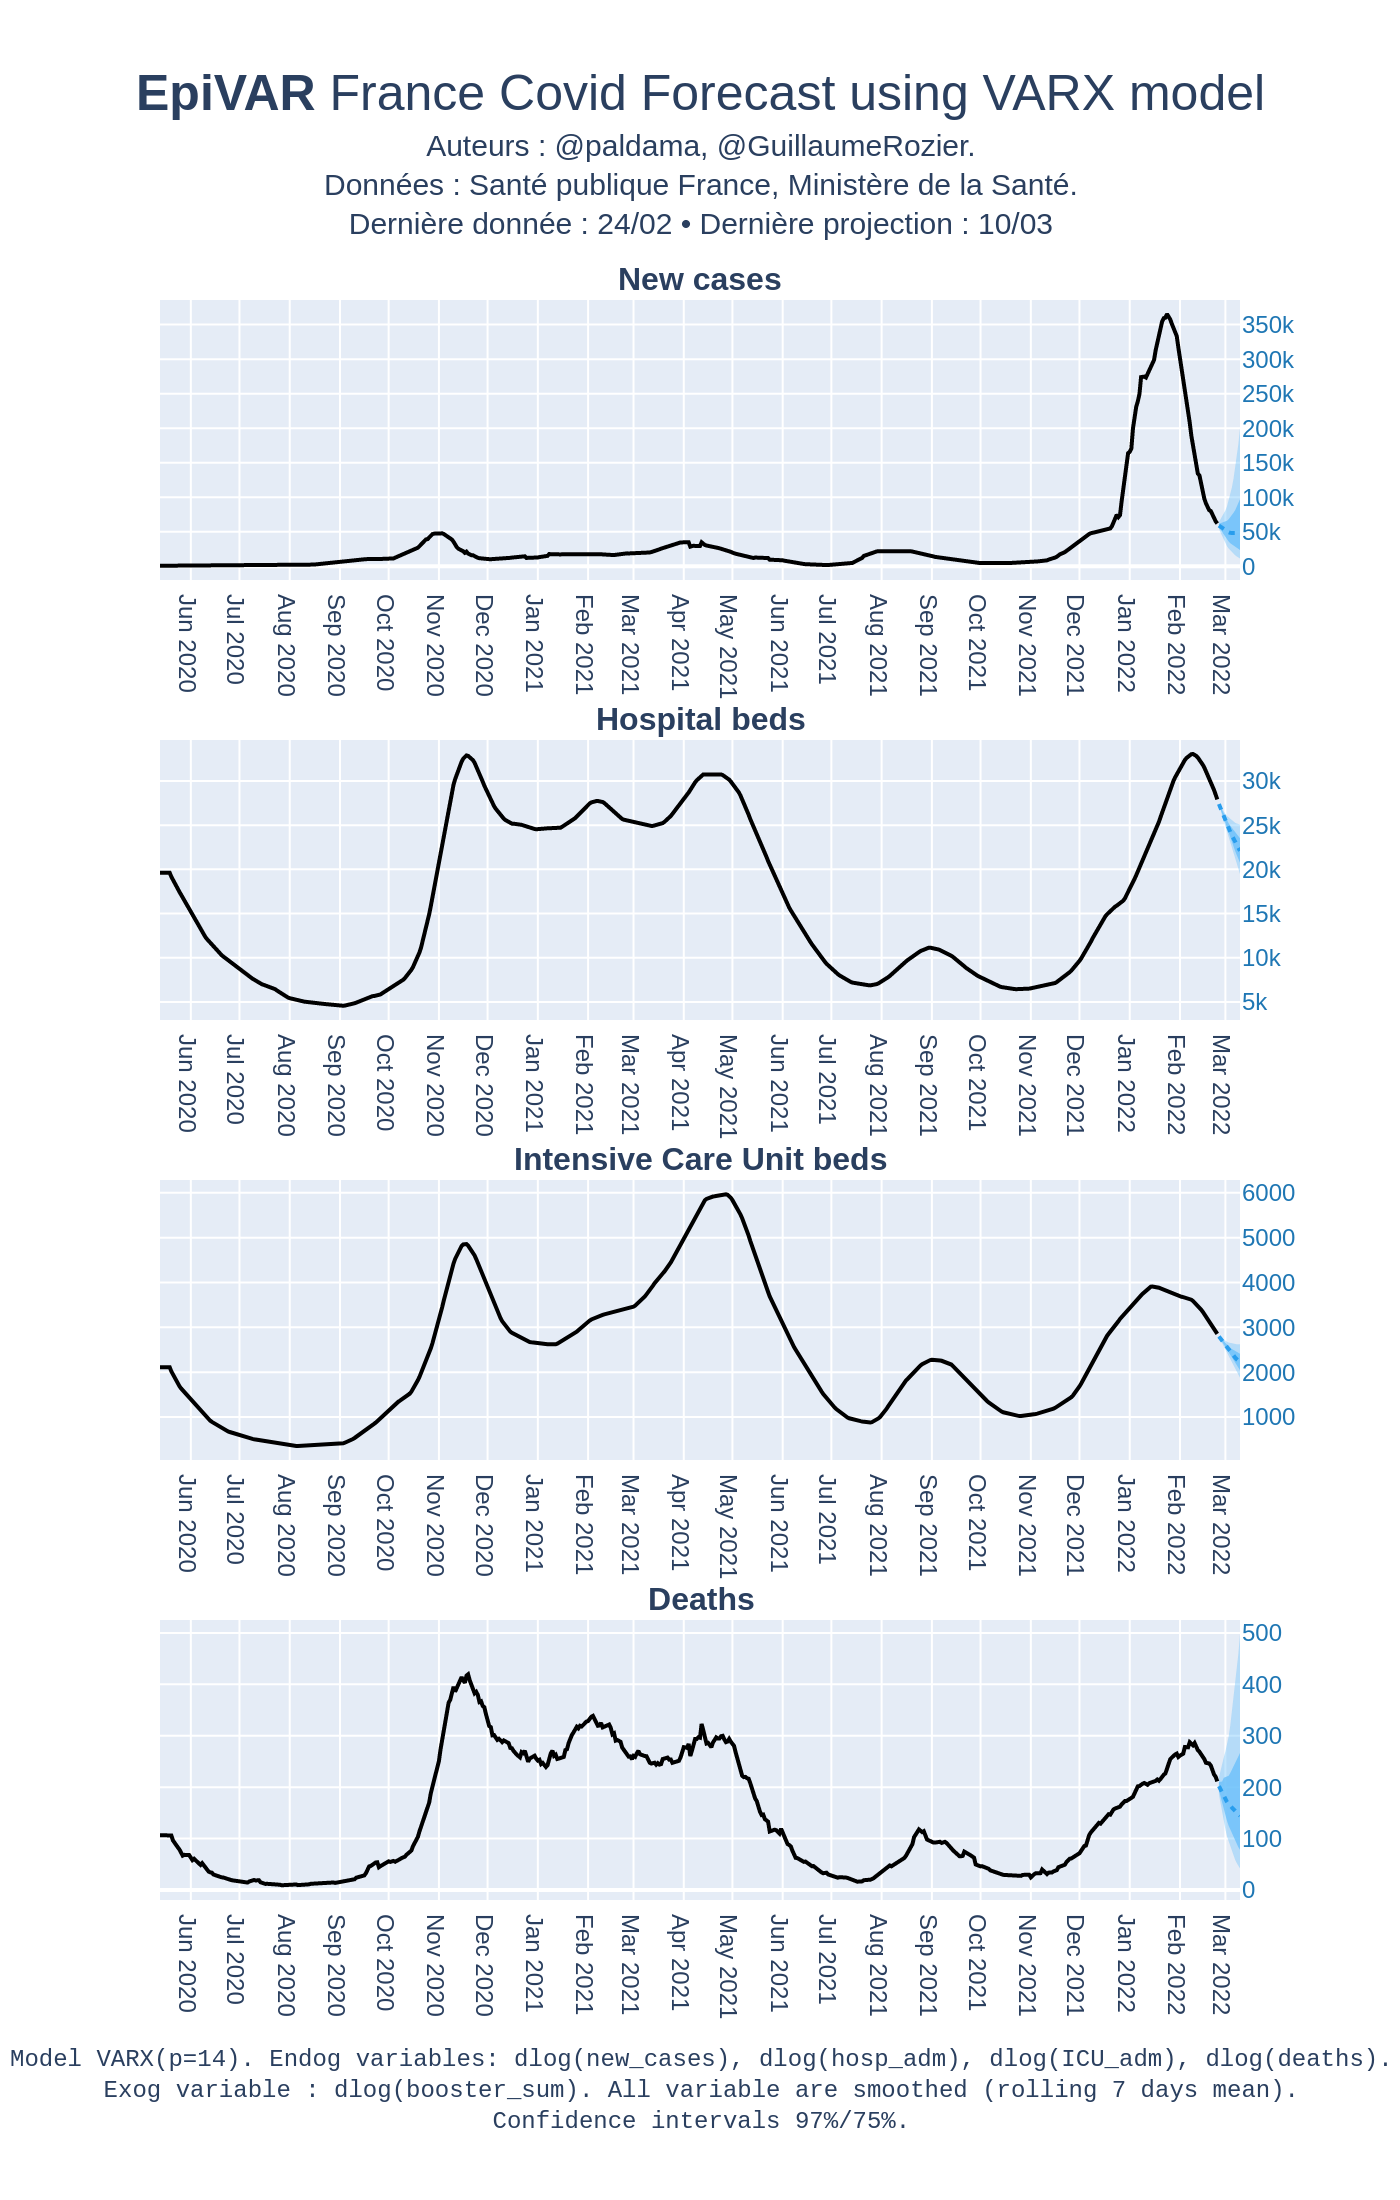 EpiVAR France Covid Forecast using VARX model
Auteurs : @paldama, @GuillaumeRozier.
Données : Santé publique France, Ministère de la Santé.
Dernière donnée : 24/02 • Dernière projection : 10/03
New cases
350k
300k
250k
200k
150k
100k
50k
0
Jun 2020
Jul 2020
Aug 2020
Sep 2020
Oct 2020
Nov 2020
Dec 2020
Jan 2021
Feb 2021
Mar 2021
Apr 2021
May 2021
Jun 2021
Jul 2021
Aug 2021
Sep 2021
Oct 2021
Nov 2021
Dec 2021
Jan 2022
Feb 2022
Mar 2022
Hospital beds
30k
25k
20k
15k
10k
5k
Jun 2020
Jul 2020
Aug 2020
Sep 2020
Oct 2020
Nov 2020
Dec 2020
Jan 2021
Feb 2021
Mar 2021
Apr 2021
May 2021
Jun 2021
Jul 2021
Aug 2021
Sep 2021
Oct 2021
Nov 2021
Dec 2021
Jan 2022
Feb 2022
Mar 2022
Intensive Care Unit beds
6000
5000
4000
3000
2000
1000
Jun 2020
Jul 2020
Aug 2020
Sep 2020
Oct 2020
Nov 2020
Dec 2020
Jan 2021
Feb 2021
Mar 2021
Apr 2021
May 2021
Jun 2021
Jul 2021
Aug 2021
Sep 2021
Oct 2021
Nov 2021
Dec 2021
Jan 2022
Feb 2022
Mar 2022
Deaths
500
400
300
200
100
0
Jun 2020
Jul 2020
Aug 2020
Sep 2020
Oct 2020
Nov 2020
Dec 2020
Jan 2021
Feb 2021
Mar 2021
Apr 2021
May 2021
Jun 2021
Jul 2021
Aug 2021
Sep 2021
Oct 2021
Nov 2021
Dec 2021
Jan 2022
Feb 2022
Mar 2022
Model VARX(p=14). Endog variables: dlog(new_cases), dlog(hosp_adm), dlog(ICU_adm), dlog(deaths).
Exog variable : dlog(booster_sum). All variable are smoothed (rolling 7 days mean).
Confidence intervals 97%/75%.